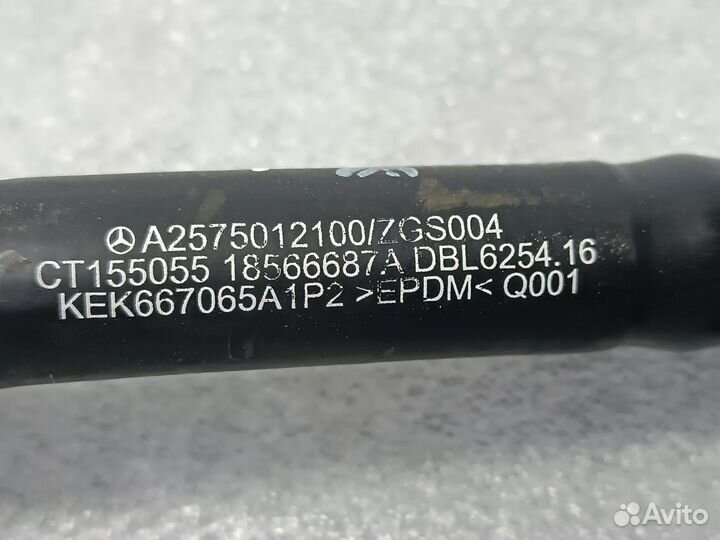 A2575012100/ZGS004
CT155055 18566687A DBL6254.16
KEK667065A1P2 >EPDM< Q001
Avito